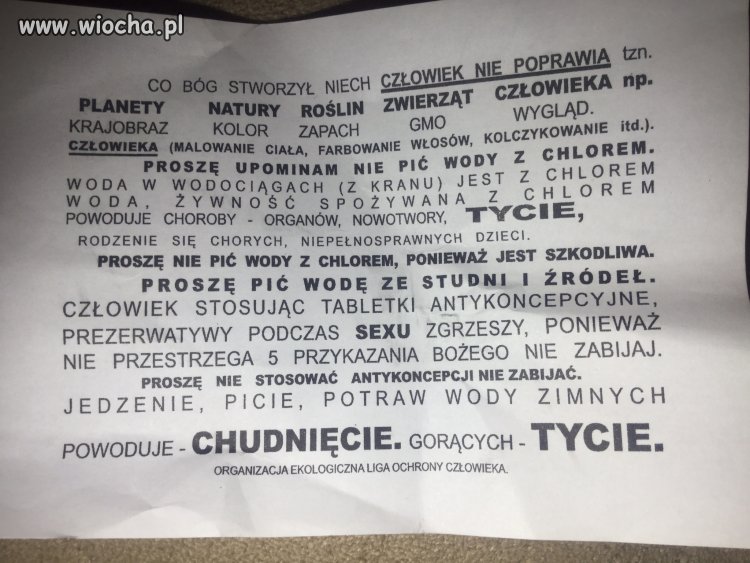 www.wiocha.pl
CO BÓG STWORZYŁ NIECH CZŁOWIEK NIE POPRAWIA tzn.
PLANETY NATURY ROŚLIN ZWIERZĄT CZŁOWIEKA np.
KRAJOBRAZ KOLOR ZAPACH GMO WYGLĄD.
CZŁOWIEKA (MALOWANIE CIAŁA, FARBOWANIE WŁOSÓW, KOLCZYKOWANIE itd.).
PROSZĘ UPOMINAM NIE PIĆ WODY Z CHLOREM.
WODA W WODOCIĄGACH (Z KRANU) JEST Z CHLOREM
WODA, ŻYWNOŚĆ SPOŻYWANA Z CHLOREM
POWODUJE CHOROBY - ORGANÓW, NOWOTWORY, TYCIE,
RODZENIE SIĘ CHORYCH, NIEPEŁNOSPRAWNYCH DZIECI.
PROSZĘ NIE PIĆ WODY Z CHLOREM, PONIEWAŻ JEST SZKODLIWA.
PROSZĘ PIĆ WODĘ ZE STUDNI I ŹRÓDEŁ.
CZŁOWIEK STOSUJĄC TABLETKI ANTYKONCEPCYJNE,
PREZERWATYWY PODCZAS SEXU ZGRZESZY, PONIEWAŻ
NIE PRZESTRZEGA 5 PRZYKAZANIA BOŻEGO NIE ZABIJAJ.
PROSZĘ NIE STOSOWAĆ ANTYKONCEPCJI NIE ZABIJAĆ.
JEDZENIE, PICIE, POTRAW WODY ZIMNYCH
POWODUJE - CHUDNIĘCIE. GORĄCYCH - TYCIE.
ORGANIZACJA EKOLOGICZNA LIGA OCHRONY CZŁOWIEKA.